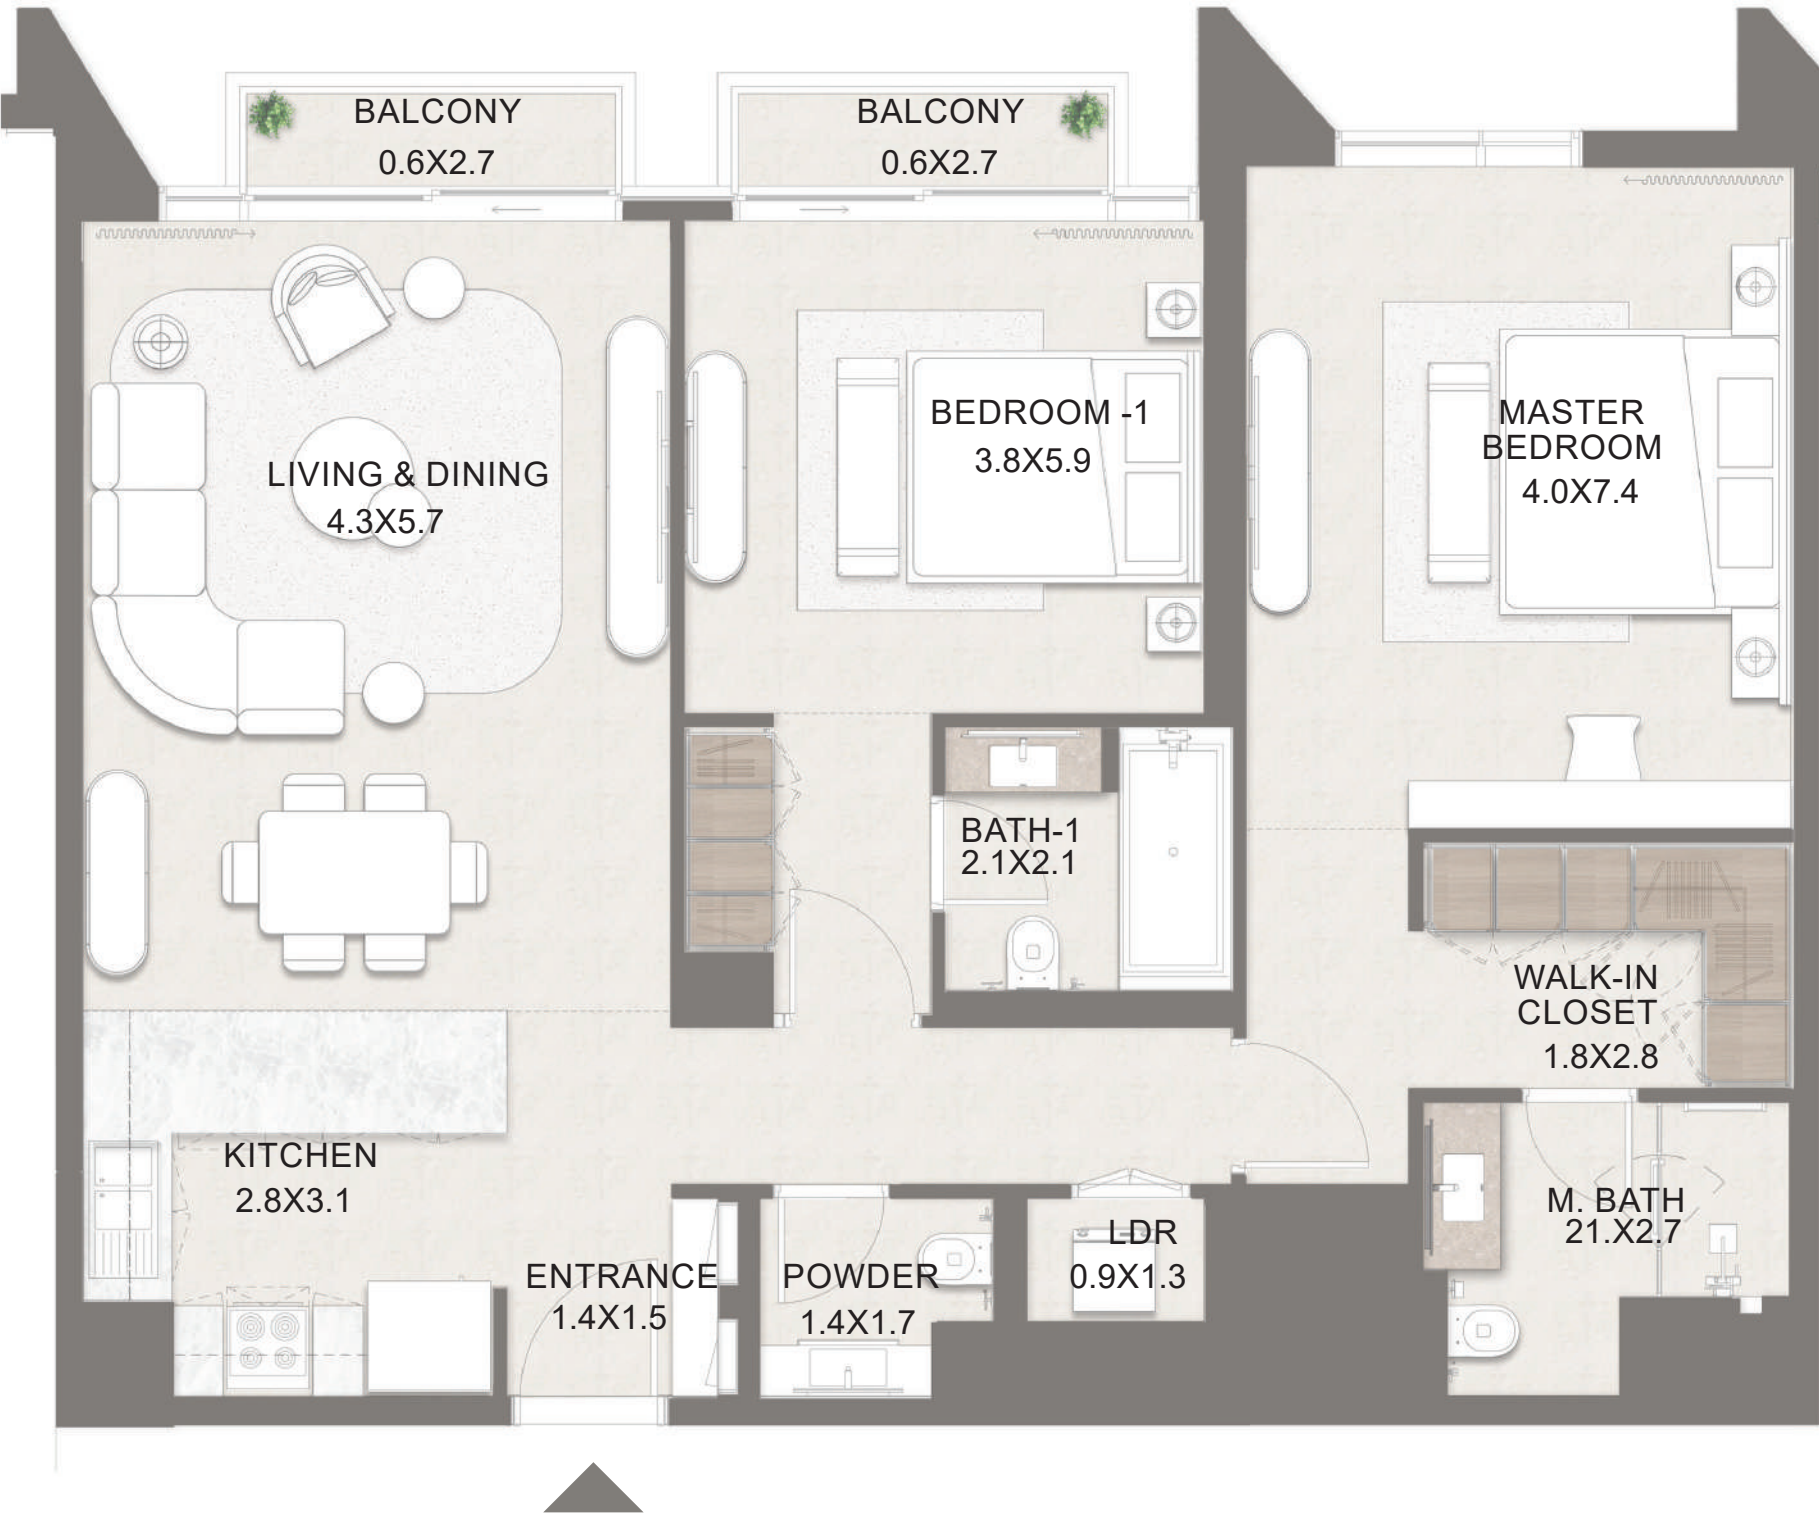 BALCONY
0.6X2.7
BALCONY
0.6X2.7
LIVING & DINING
4.3X5.7
BEDROOM -1
3.8X5.9
MASTER
BEDROOM
4.0X7.4
BATH-1
2.1X2.1
WALK-IN
CLOSET
1.8X2.8
KITCHEN
2.8X3.1
ENTRANCE
1.4X1.5
POWDER
1.4X1.7
LDR
0.9X1.3
M. BATH
21.X2.7